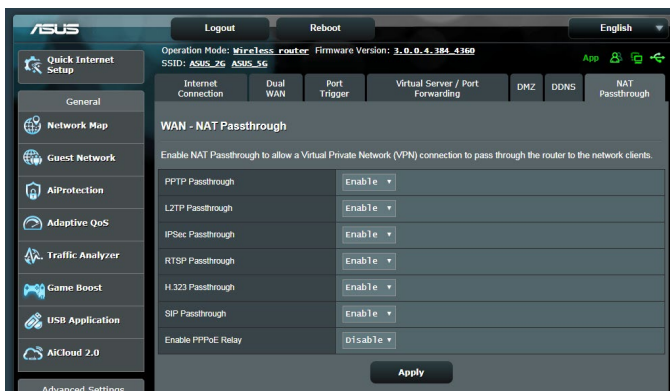 ASUS
Logout
Reboot
English
Operation Mode: Wireless router Firmware Version: 3.0.0.4.384_4360
SSID: ASUS_2G ASUS_5G
App
Quick Internet
Setup
General
Network Map
Guest Network
AiProtection
Adaptive QoS
Traffic Analyzer
Game Boost
USB Application
AiCloud 2.0
Advanced Settings
Internet
Connection
Dual
WAN
Port
Trigger
Virtual Server / Port
Forwarding
DMZ
DDNS
NAT
Passthrough
WAN - NAT Passthrough
Enable NAT Passthrough to allow a Virtual Private Network (VPN) connection to pass through the router to the network clients.
PPTP Passthrough Enable
L2TP Passthrough Enable
IPSec Passthrough Enable
RTSP Passthrough Enable
H.323 Passthrough Enable
SIP Passthrough Enable
Enable PPPoE Relay Disable
Apply